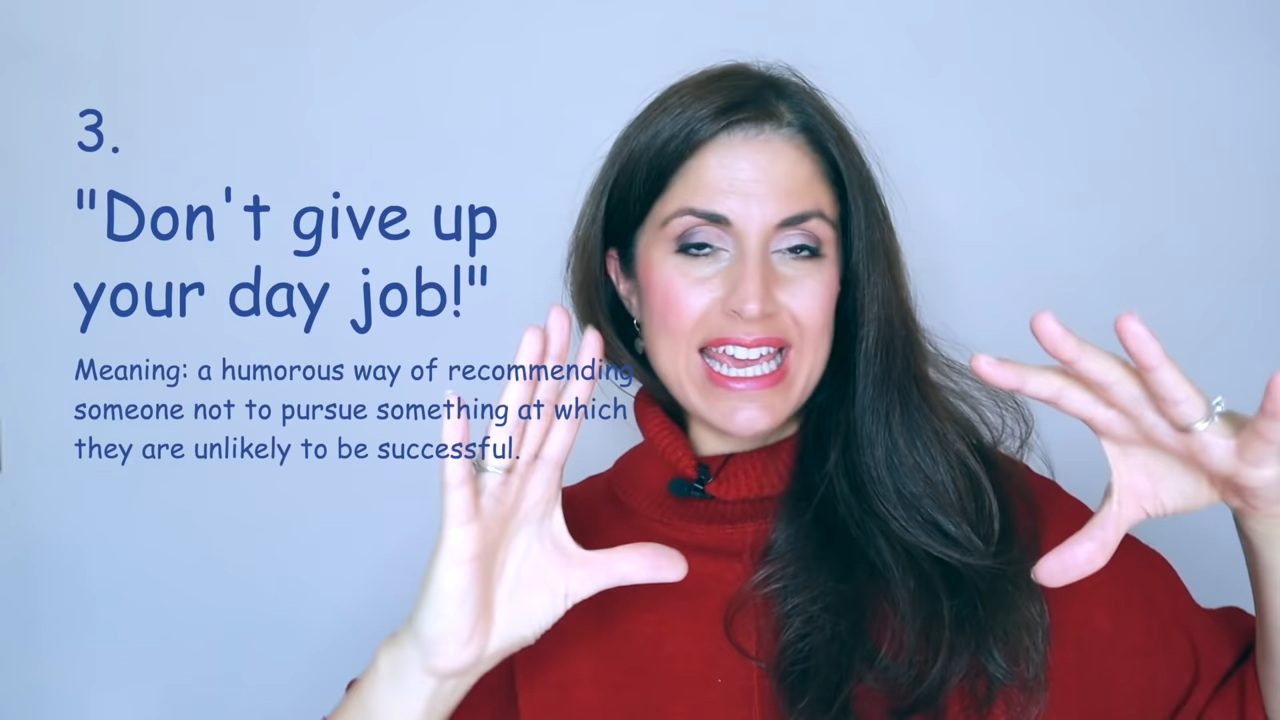 3.
"Don't give up
your day job!"
Meaning: a humorous way of recommending
someone not to pursue something at which
they are unlikely to be successful.